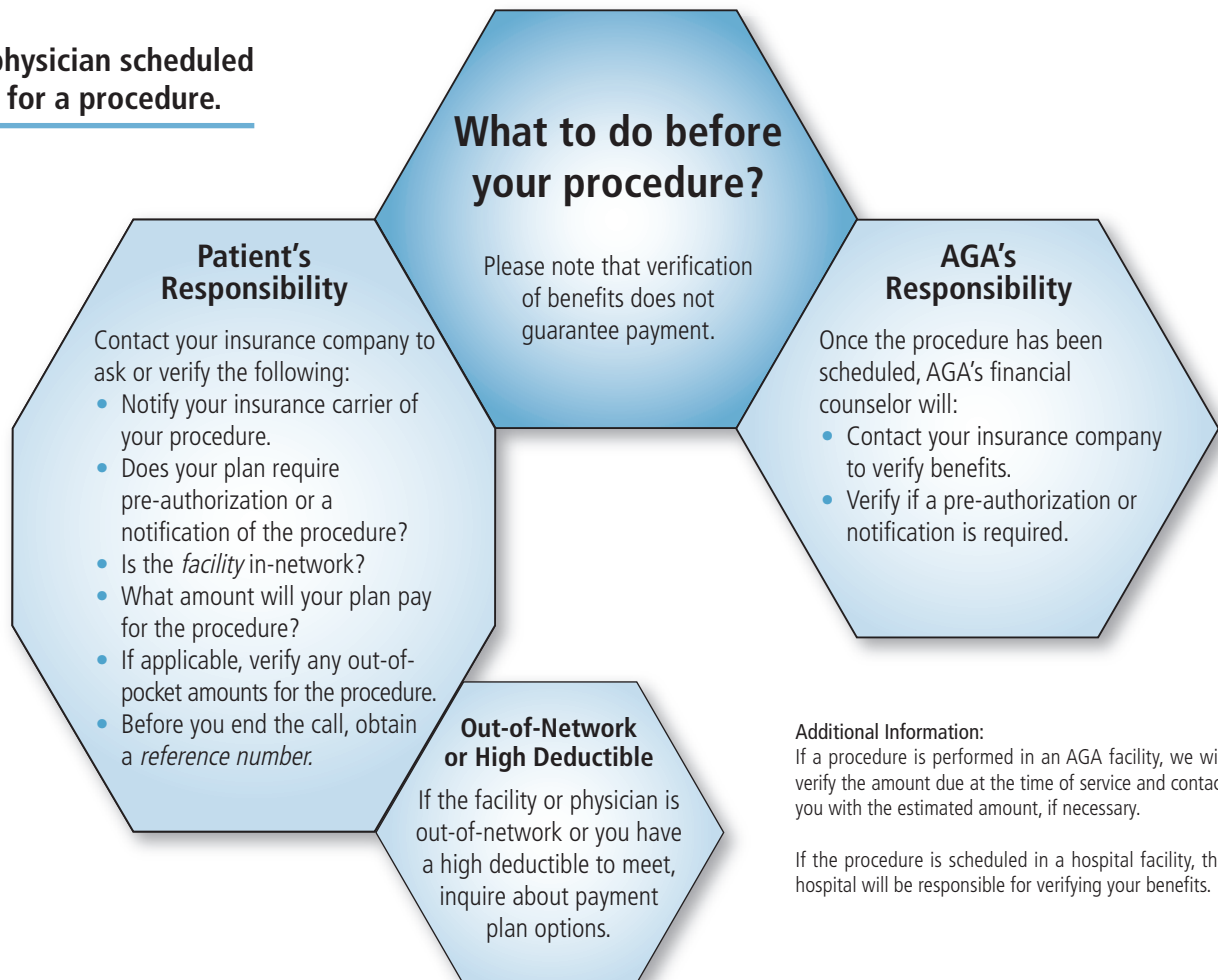 physician scheduled
for a procedure.
What to do before
your procedure?
Please note that verification
of benefits does not
guarantee payment.
Patient's
Responsibility
Contact your insurance company to
ask or verify the following:
• Notify your insurance carrier of
your procedure.
• Does your plan require
pre-authorization or a
notification of the procedure?
• Is the facility in-network?
• What amount will your plan pay
for the procedure?
• If applicable, verify any out-of-
pocket amounts for the procedure.
• Before you end the call, obtain
a reference number.
AGA's
Responsibility
Once the procedure has been
scheduled, AGA's financial
counselor will:
• Contact your insurance company
to verify benefits.
• Verify if a pre-authorization or
notification is required.
Out-of-Network
or High Deductible
If the facility or physician is
out-of-network or you have
a high deductible to meet,
inquire about payment
plan options.
Additional Information:
If a procedure is performed in an AGA facility, we wi
verify the amount due at the time of service and contac
you with the estimated amount, if necessary.
If the procedure is scheduled in a hospital facility, th
hospital will be responsible for verifying your benefits.